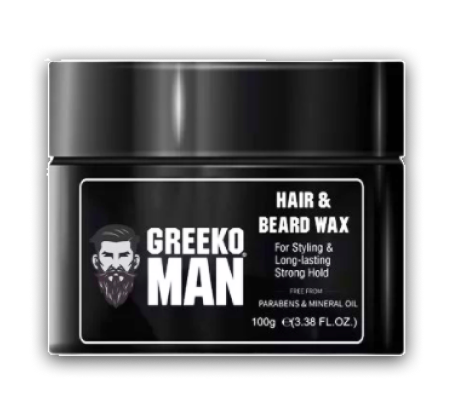 GREEKO®
MAN
HAIR &
BEARD WAX
For Styling &
Long-lasting
Strong Hold
FREE FROM
PARABENS & MINERAL OIL
100g ℮(3.38 FL.OZ.)